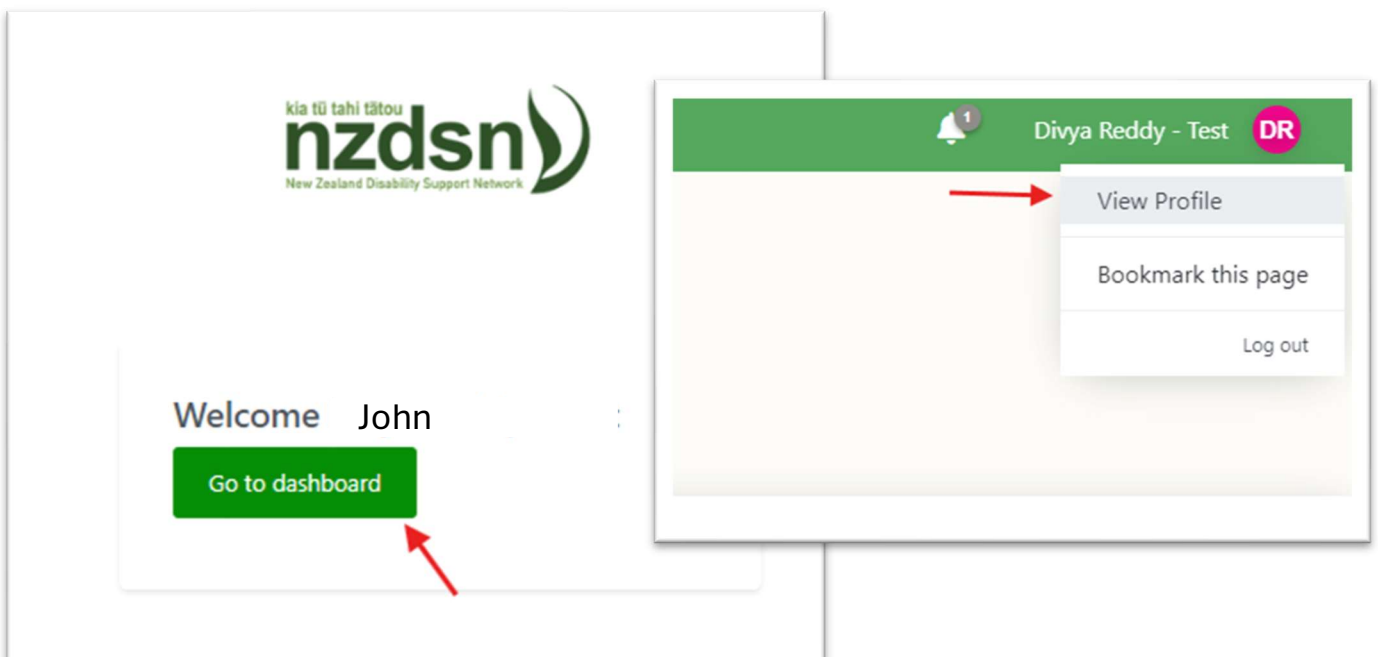 kia tū tahi tātou
nzdsn
New Zealand Disability Support Network
Welcome John
Go to dashboard
1
Divya Reddy - Test DR
View Profile
Bookmark this page
Log out